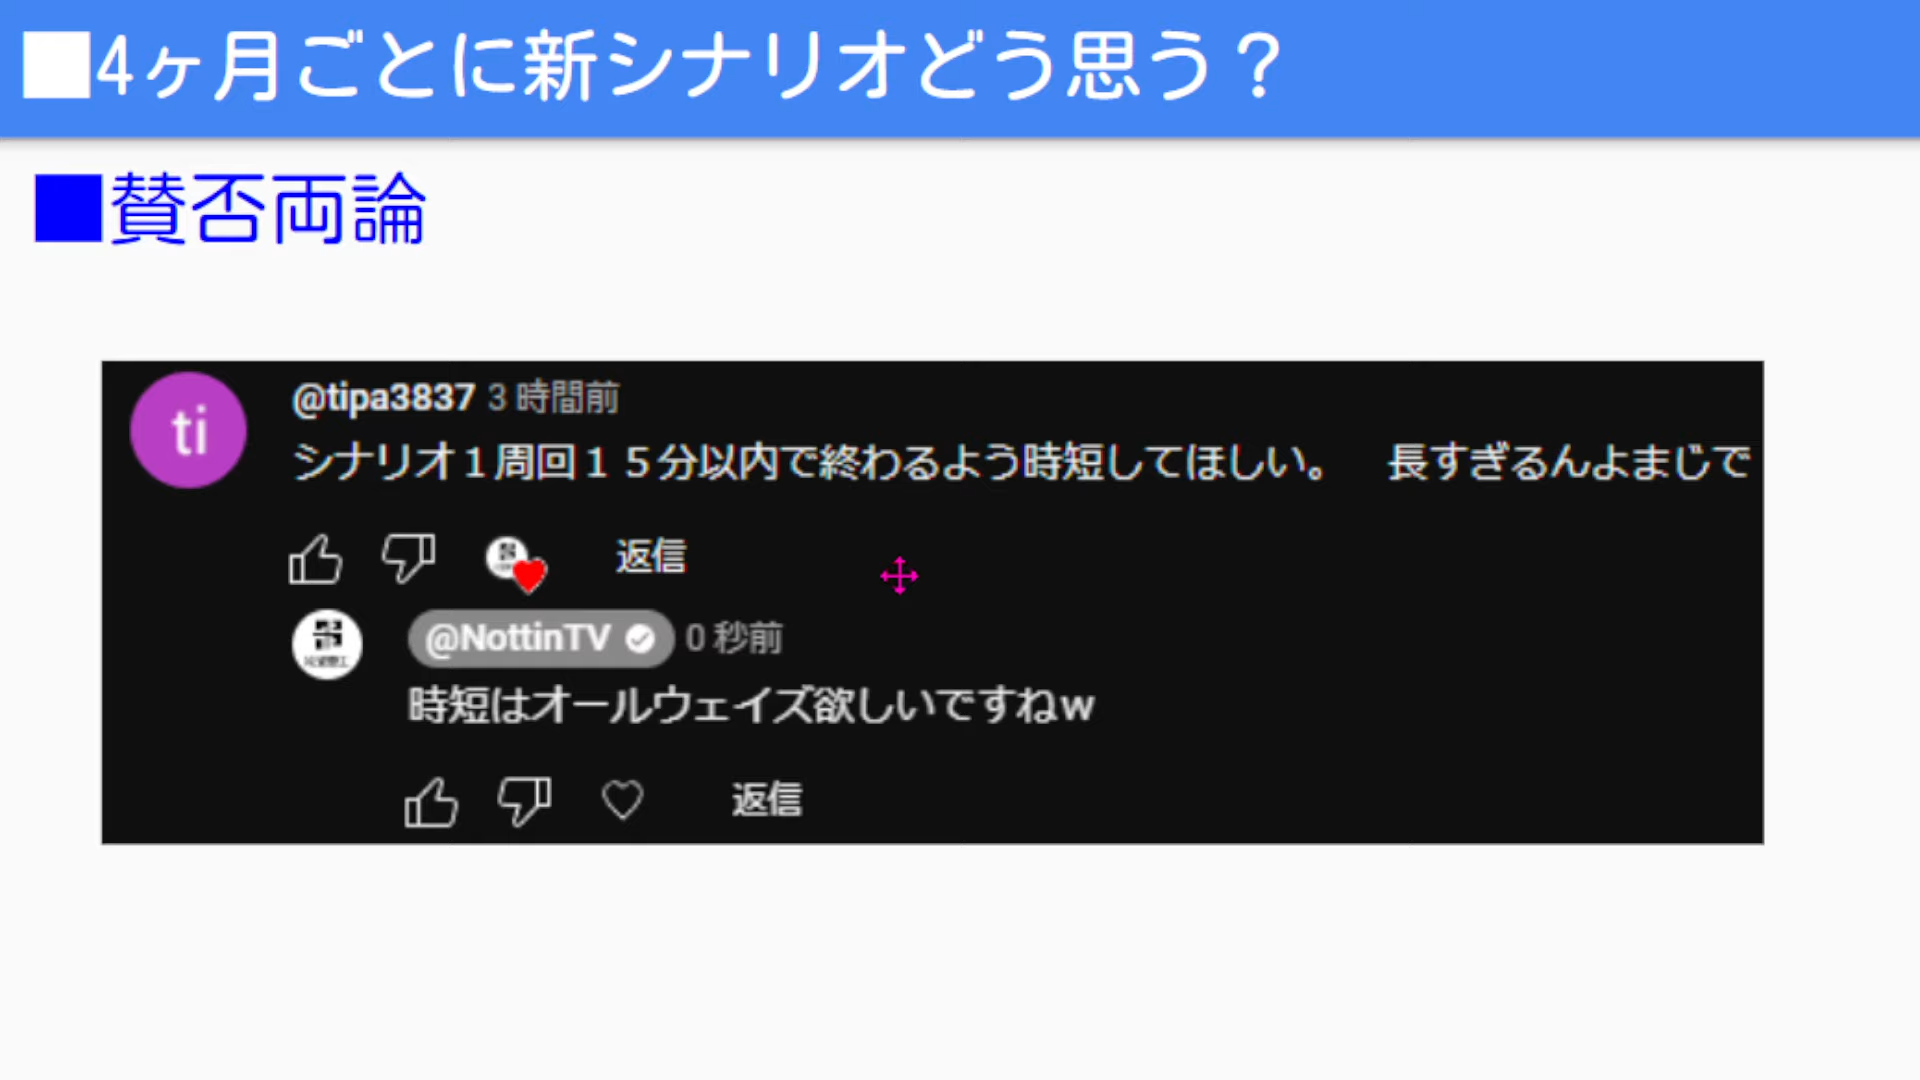 ■4ヶ月ごとに新シナリオどう思う？
■賛否両論
ti
@tipa3837 3 時間前
シナリオ１周回１５分以内で終わるよう時短してほしい。　長すぎるんよまじで
返信
@NottinTV 0 秒前
時短はオールウェイズ欲しいですねw
返信